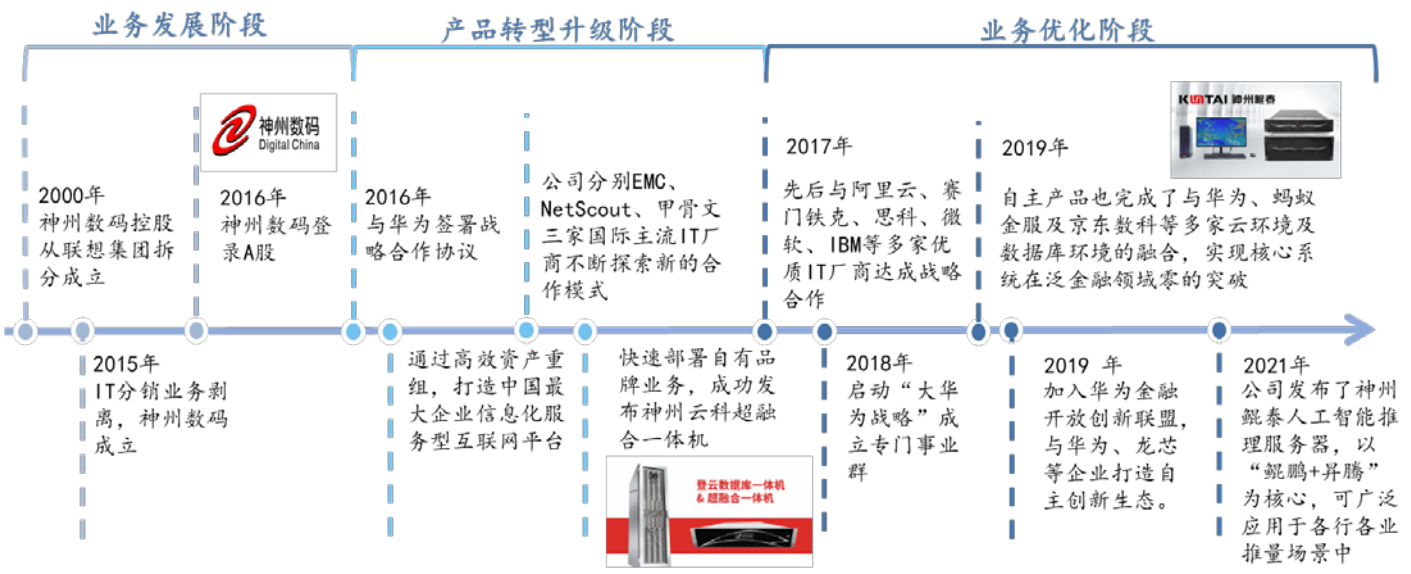 业务发展阶段
产品转型升级阶段
业务优化阶段
神州数码
Digital China
KUNTAI 神州鲲泰
2000年
神州数码控股
从联想集团拆
分成立
2016年
神州数码登
录A股
2016年
与华为签署战
略合作协议
公司分别EMC、
NetScout、甲骨文
三家国际主流IT厂
商不断探索新的合
作模式
2017年
先后与阿里云、赛
门铁克、思科、微
软、IBM等多家优
质IT厂商达成战略
合作
2019年
自主产品也完成了与华为、蚂蚁
金服及京东数科等多家云环境及
数据库环境的融合，实现核心系
统在泛金融领域零的突破
2015年
IT分销业务剥
离，神州数码
成立
通过高效资产重
组，打造中国最
大企业信息化服
务型互联网平台
快速部署自有品
牌业务，成功发
布神州云科超融
合一体机
登云数据库一体机
& 超融合一体机
2018年
启动“大华
为战略”成
立专门事业
群
2019 年
加入华为金融
开放创新联盟，
与华为、龙芯
等企业打造自
主创新生态。
2021年
公司发布了神州
鲲泰人工智能推
理服务器，以
“鲲鹏+昇腾”
为核心，可广泛
应用于各行各业
推量场景中